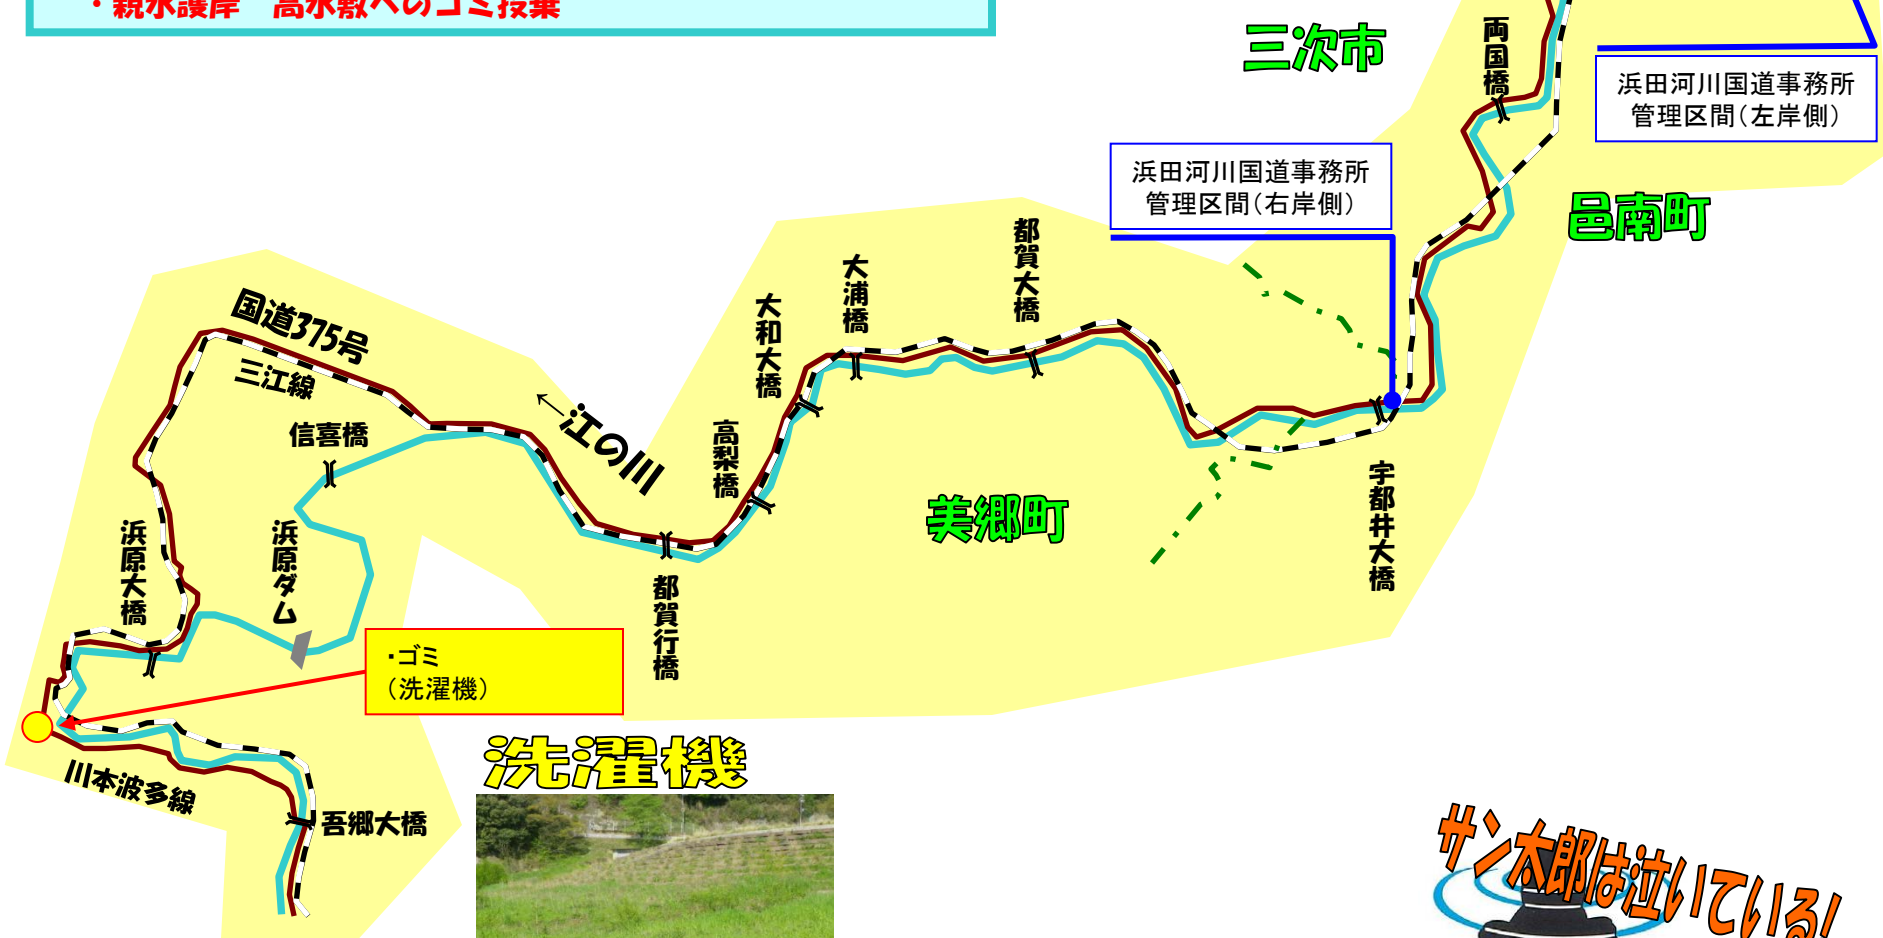 ・親水護岸 高水敷へのゴミ投棄
三次市
両国橋
浜田河川国道事務所
管理区間(左岸側)
浜田河川国道事務所
管理区間(右岸側)
邑南町
都賀大橋
大浦橋
大和大橋
国道375号
三江線
信喜橋
←江の川
高梨橋
美郷町
宇都井大橋
浜原大橋
浜原ダム
都賀行橋
・ゴミ
(洗濯機)
洗濯機
川本波多線
吾郷大橋
サン太郎は泣いている!